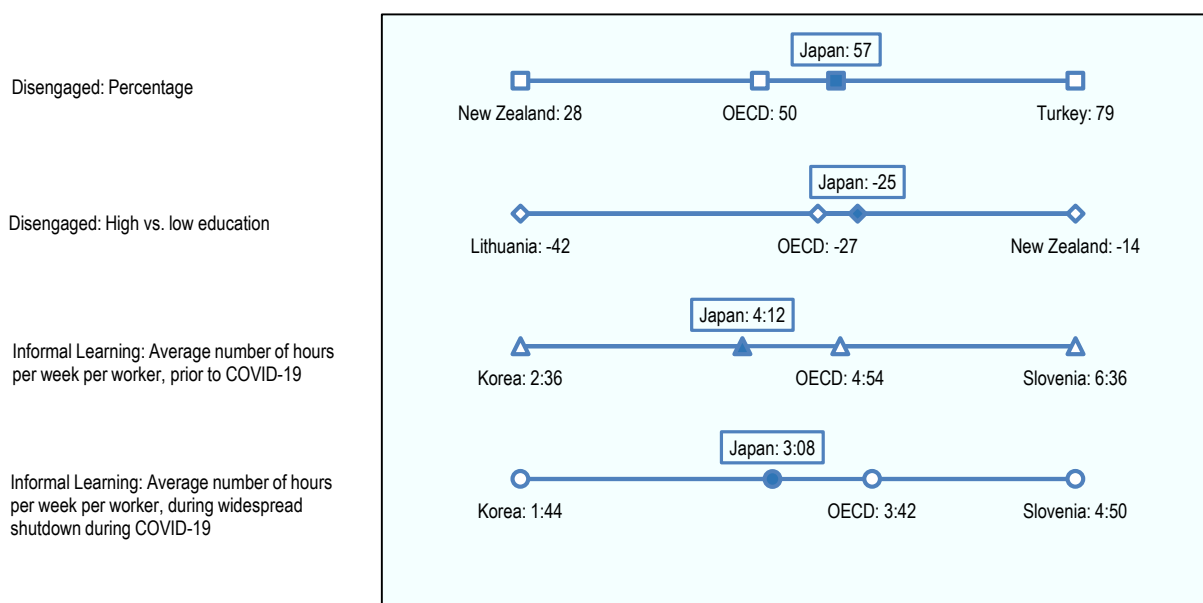 Japan: 57
Disengaged: Percentage
New Zealand: 28
OECD: 50
Turkey: 79
Japan: -25
Disengaged: High vs. low education
Lithuania: -42
OECD: -27
New Zealand: -14
Japan: 4:12
Informal Learning: Average number of hours
per week per worker, prior to COVID-19
Korea: 2:36
OECD: 4:54
Slovenia: 6:36
Japan: 3:08
Informal Learning: Average number of hours
per week per worker, during widespread
shutdown during COVID-19
Korea: 1:44
OECD: 3:42
Slovenia: 4:50